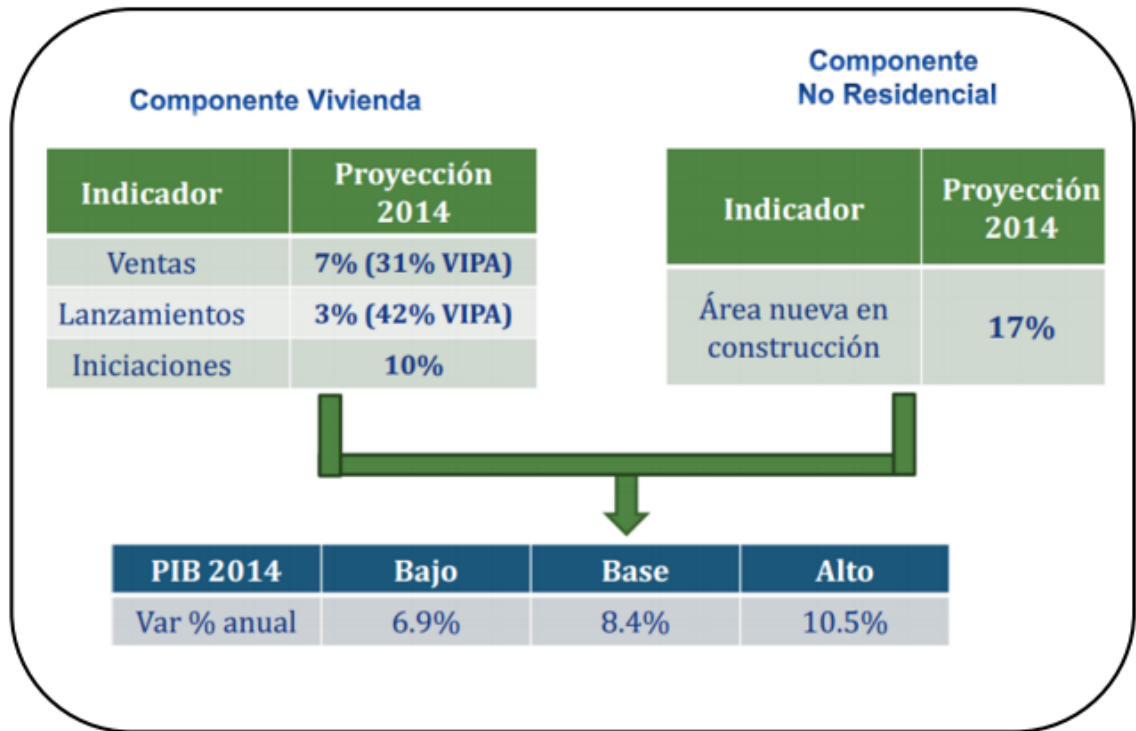 Componente Vivienda
Indicador Proyección 2014
Ventas 7% (31% VIPA)
Lanzamientos 3% (42% VIPA)
Iniciaciones 10%
Componente
No Residencial
Indicador Proyección 2014
Área nueva en construcción 17%
PIB 2014 Bajo Base Alto
Var % anual 6.9% 8.4% 10.5%